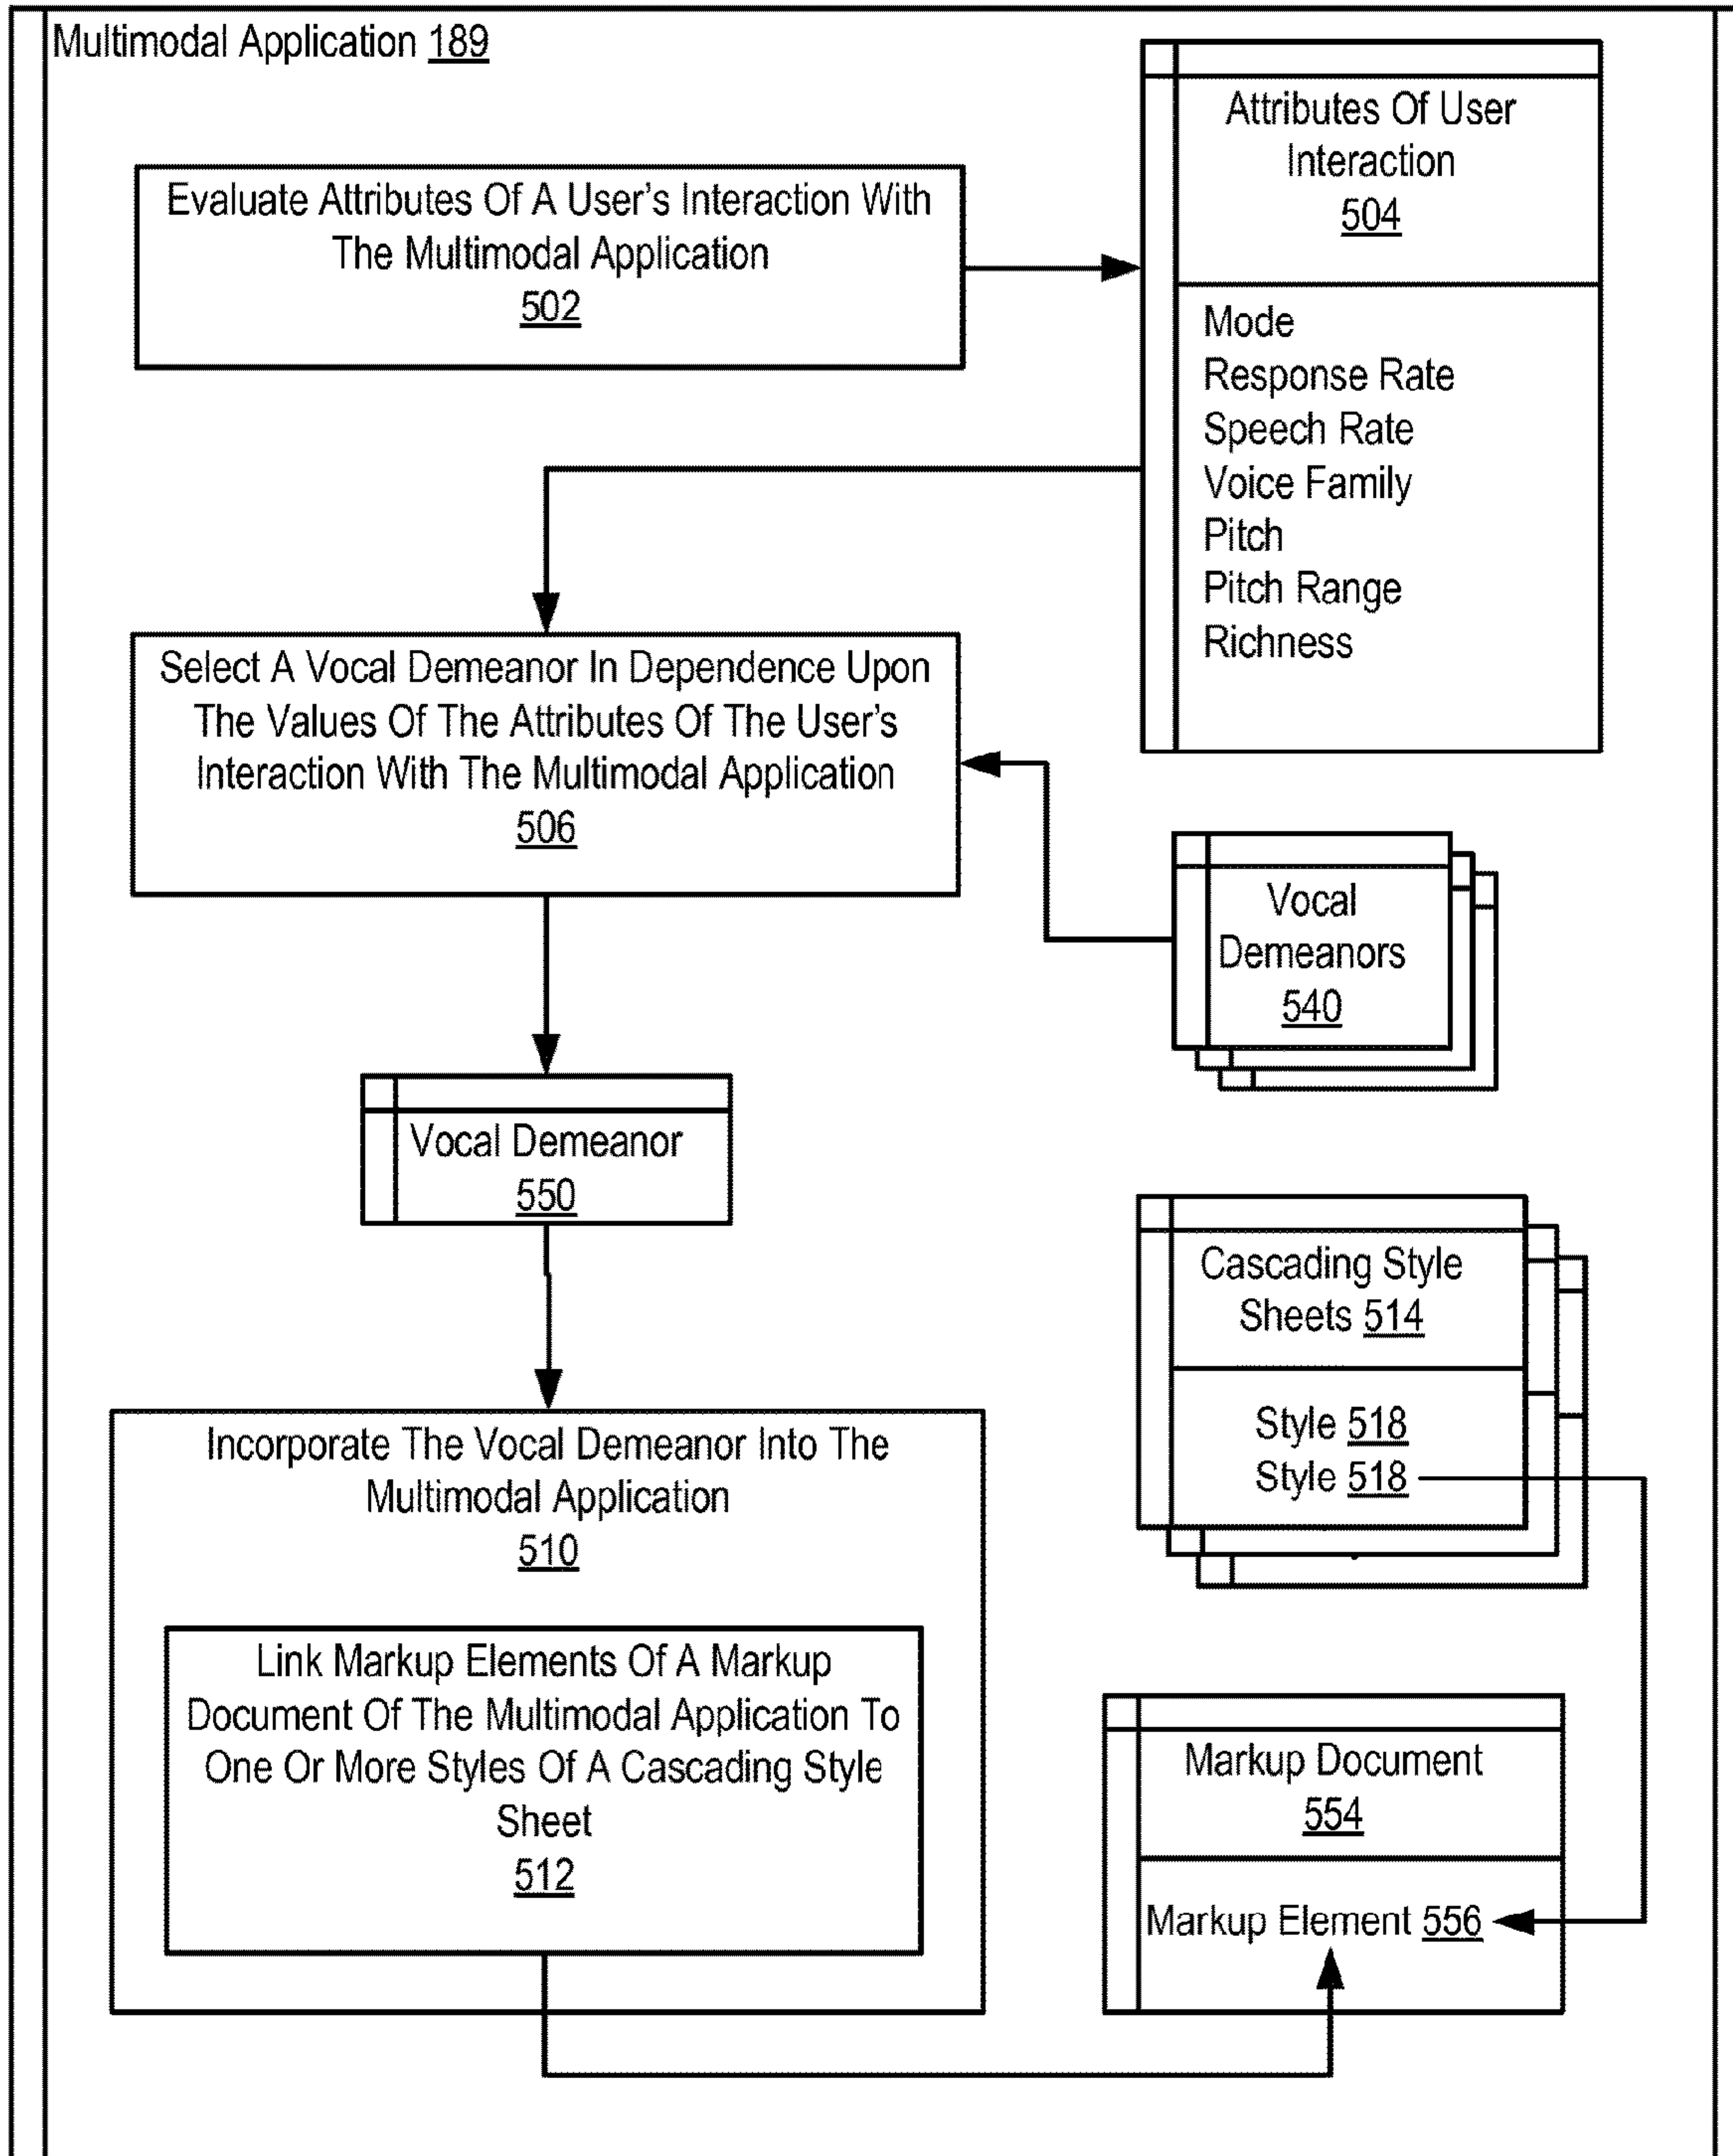 Multimodal Application 189
Evaluate Attributes Of A User's Interaction With
The Multimodal Application
502
Attributes Of User
Interaction
504
Mode
Response Rate
Speech Rate
Voice Family
Pitch
Pitch Range
Richness
Select A Vocal Demeanor In Dependence Upon
The Values Of The Attributes Of The User's
Interaction With The Multimodal Application
506
Vocal
Demeanors
540
Vocal Demeanor
550
Cascading Style
Sheets 514
Style 518
Style 518
Incorporate The Vocal Demeanor Into The
Multimodal Application
510
Link Markup Elements Of A Markup
Document Of The Multimodal Application To
One Or More Styles Of A Cascading Style
Sheet
512
Markup Document
554
Markup Element 556